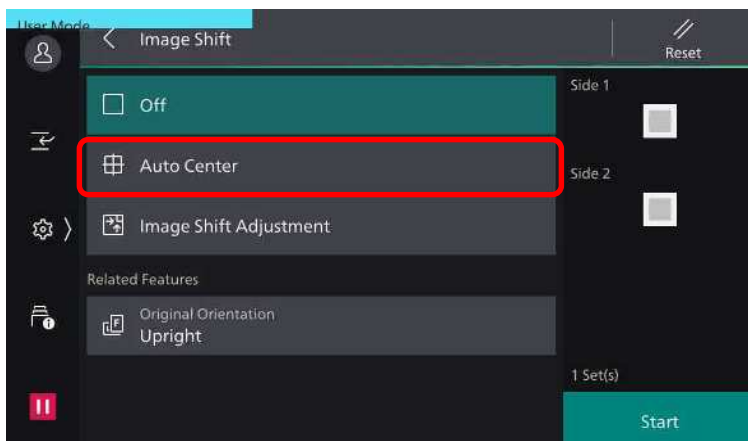 User Mode
Image Shift
Reset
Off
Auto Center
Image Shift Adjustment
Related Features
Original Orientation
Upright
Side 1
Side 2
1 Set(s)
Start